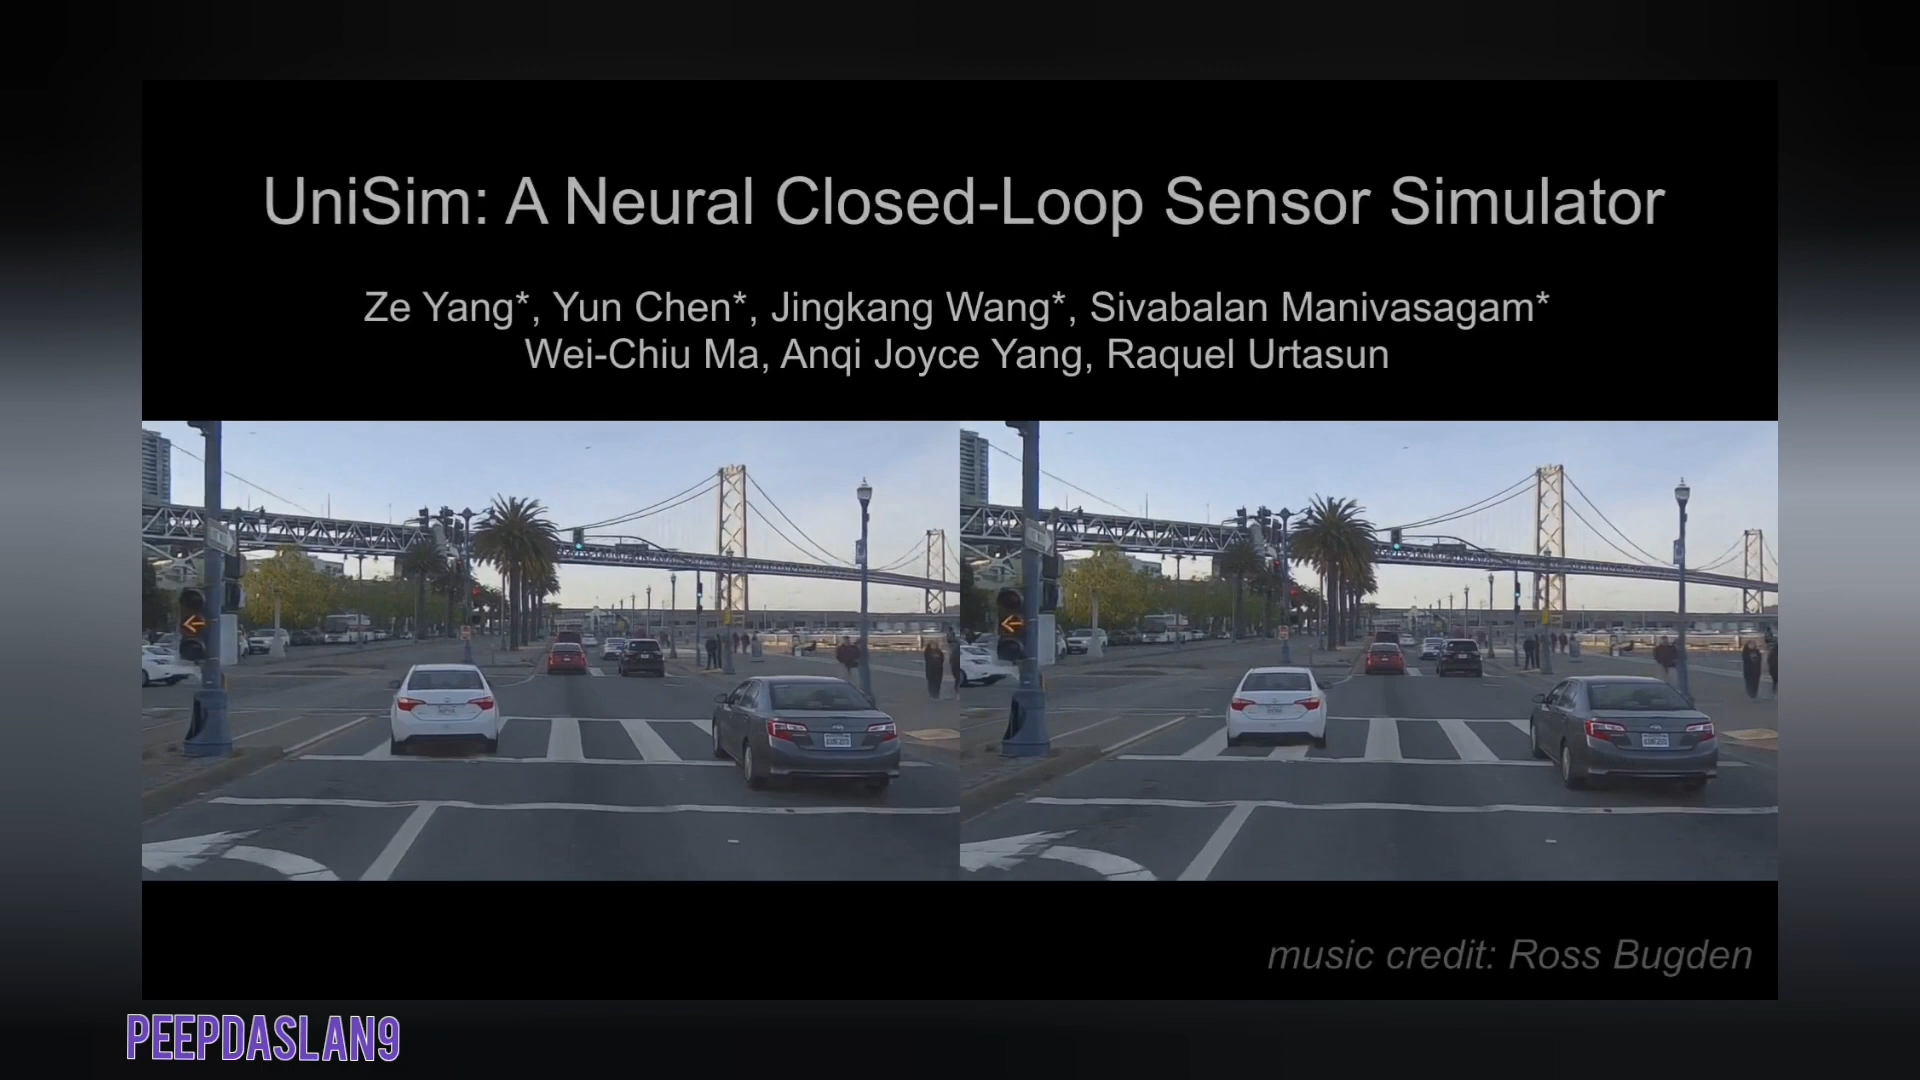 UniSim: A Neural Closed-Loop Sensor Simulator
Ze Yang*, Yun Chen*, Jingkang Wang*, Sivabalan Manivasagam*
Wei-Chiu Ma, Anqi Joyce Yang, Raquel Urtasun
music credit: Ross Bugden
PEEPDASLAN9